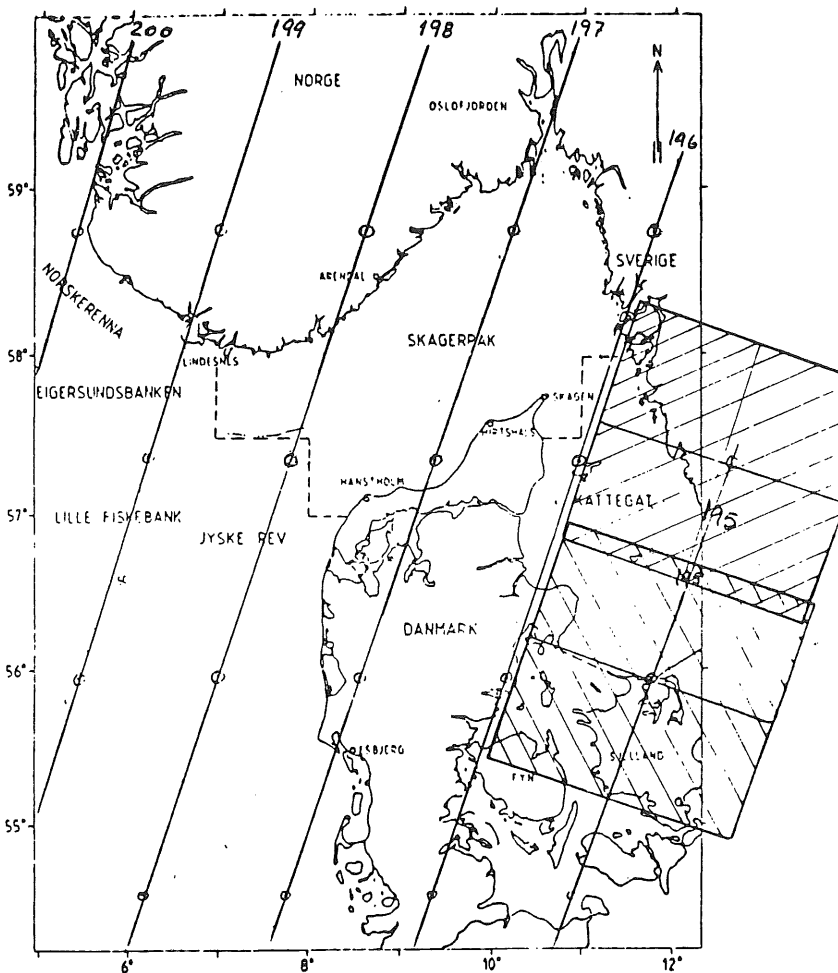 200
199
198
197
NORGE
N
OSLOFJORDEN
196
59°
SVERIGE
ARENDAL
NORSKERENNA
SKAGERRAK
58°
LINDESNES
EIGERSUNDSBANKEN
SKAGEN
HIRTSHALS
HANSTHOLM
KATTEGAT
57°
LILLE FISKEBANK
195
JYSKE REV
DANMARK
56°
ESBJERG
SJÆLLAND
FYN
55°
6°
8°
10°
12°